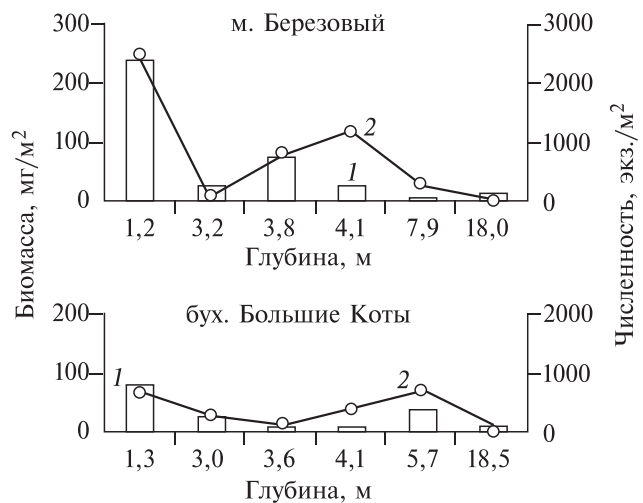 м. Березовый
300
200
100
0
3000
2000
1000
0
2
1
1,2 3,2 3,8 4,1 7,9 18,0
Глубина, м
Биомасса, мг/м²
Численность, экз./м²
бух. Большие Коты
200
100
0
2000
1000
0
1
2
1,3 3,0 3,6 4,1 5,7 18,5
Глубина, м